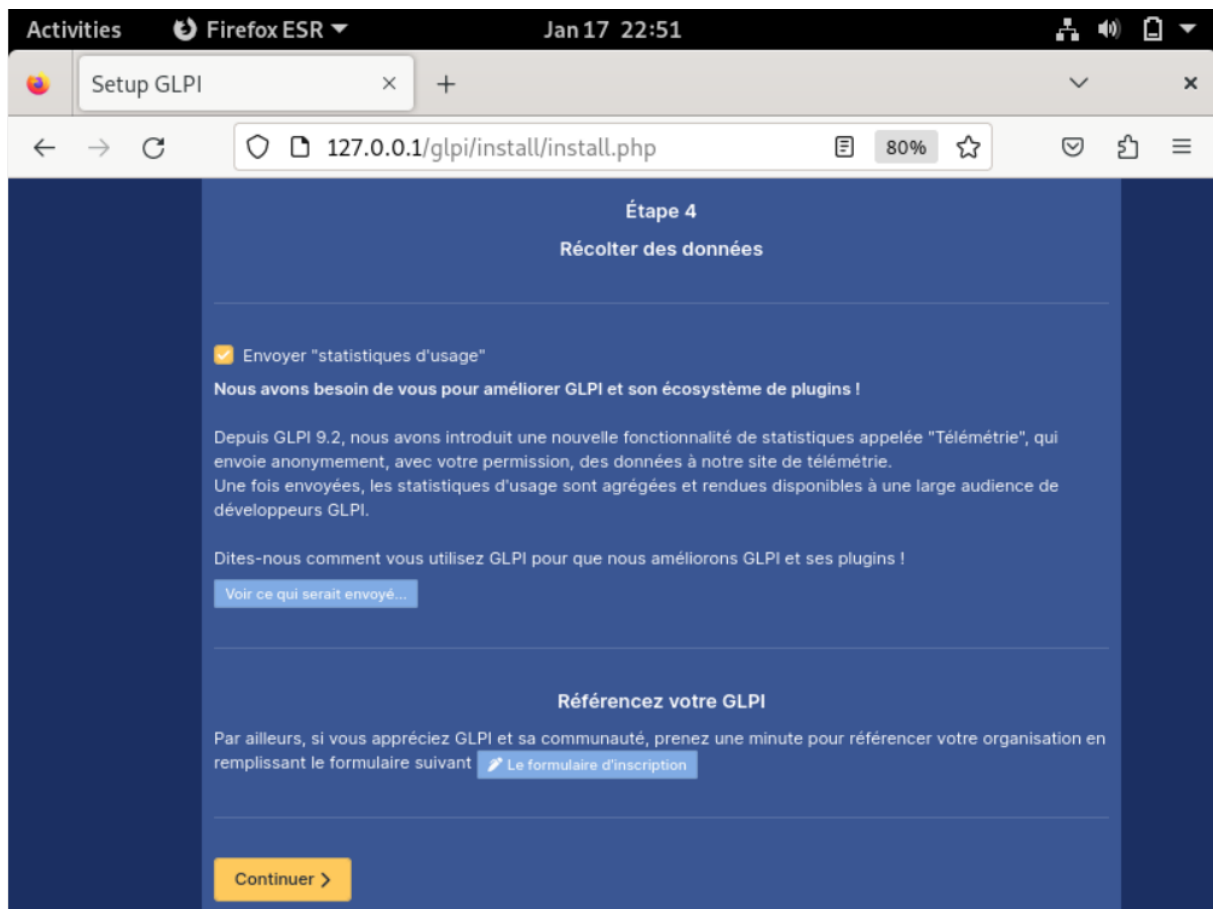 Activities Firefox ESR Jan 17 22:51
Setup GLPI
127.0.0.1/glpi/install/install.php 80%
Étape 4
Récolter des données
Envoyer "statistiques d'usage"
Nous avons besoin de vous pour améliorer GLPI et son écosystème de plugins !
Depuis GLPI 9.2, nous avons introduit une nouvelle fonctionnalité de statistiques appelée "Télémétrie", qui
envoie anonymement, avec votre permission, des données à notre site de télémétrie.
Une fois envoyées, les statistiques d'usage sont agrégées et rendues disponibles à une large audience de
développeurs GLPI.
Dites-nous comment vous utilisez GLPI pour que nous améliorons GLPI et ses plugins !
Voir ce qui serait envoyé...
Référencez votre GLPI
Par ailleurs, si vous appréciez GLPI et sa communauté, prenez une minute pour référencer votre organisation en
remplissant le formulaire suivant Le formulaire d'inscription
Continuer